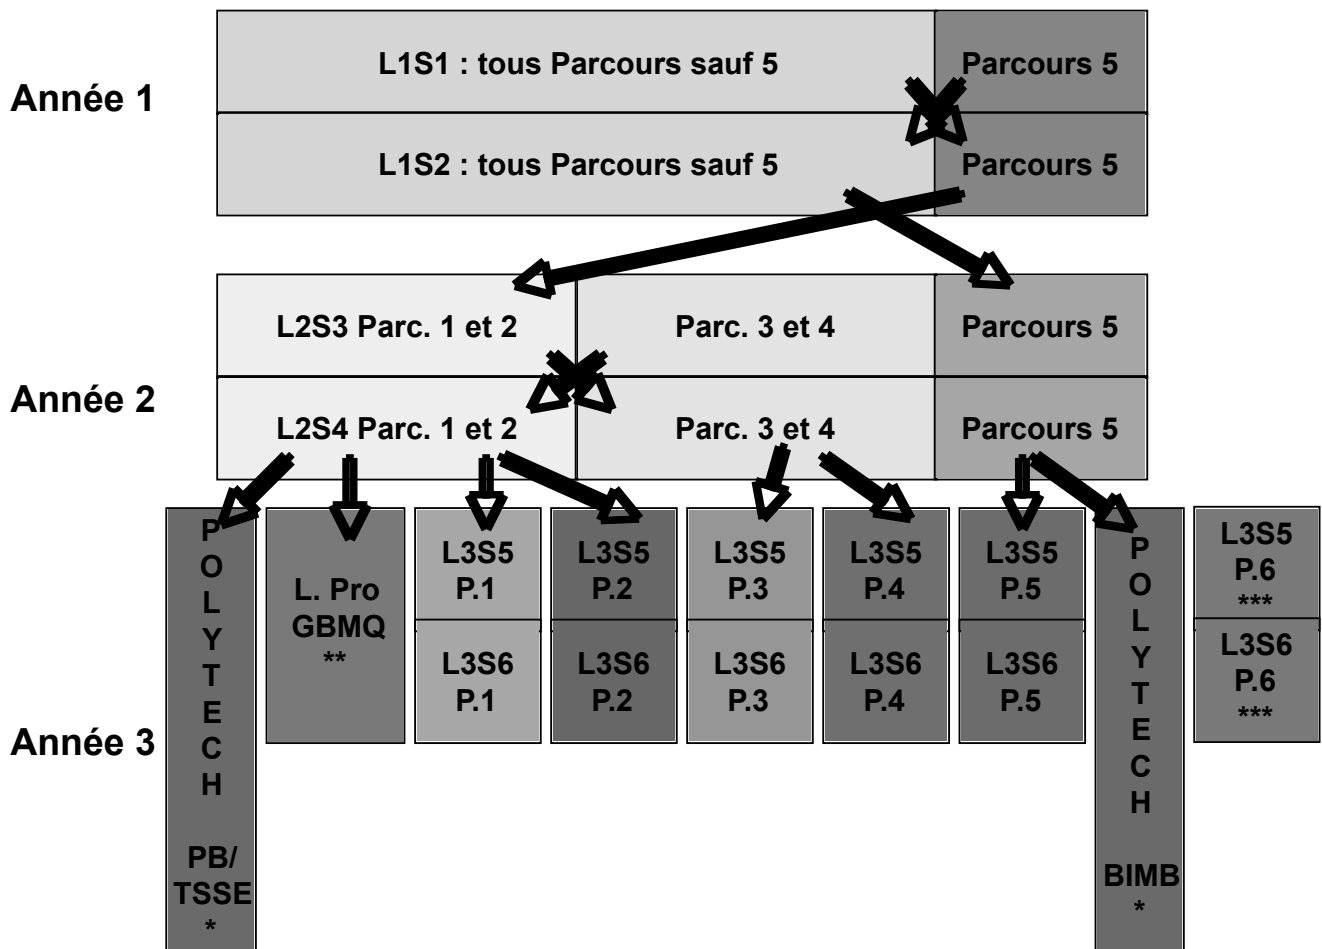 Année 1
L1S1 : tous Parcours sauf 5
Parcours 5
L1S2 : tous Parcours sauf 5
Parcours 5
Année 2
L2S3 Parc. 1 et 2
Parc. 3 et 4
Parcours 5
L2S4 Parc. 1 et 2
Parc. 3 et 4
Parcours 5
Année 3
P
O
L
Y
T
E
C
H
PB/
TSSE
*
L. Pro
GBMQ
**
L3S5
P.1
L3S6
P.1
L3S5
P.2
L3S6
P.2
L3S5
P.3
L3S6
P.3
L3S5
P.4
L3S6
P.4
L3S5
P.5
L3S6
P.5
P
O
L
Y
T
E
C
H
BIMB
*
L3S5
P.6
***
L3S6
P.6
***